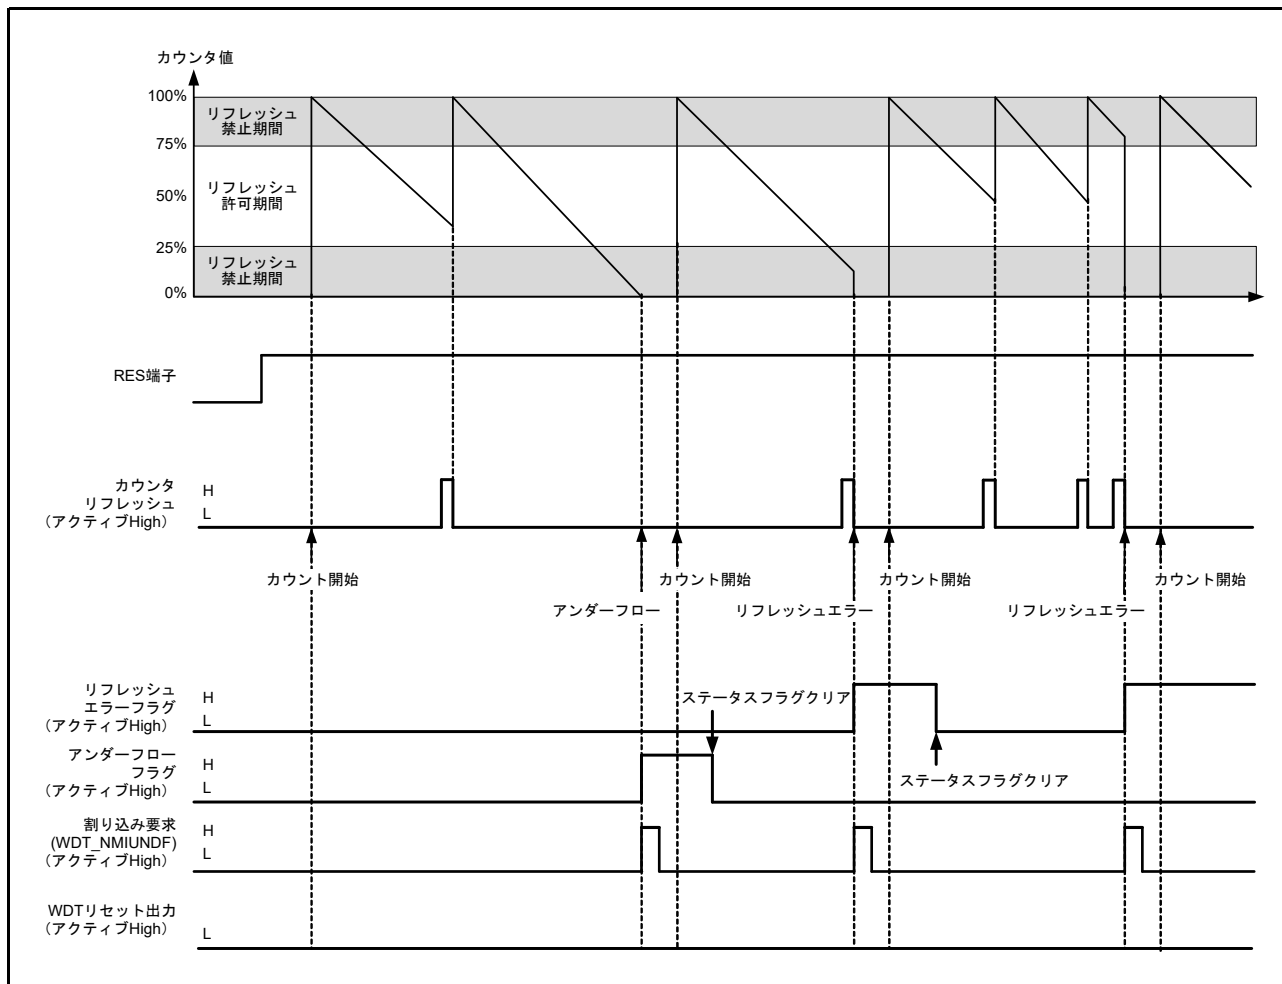 カウンタ値
100%
リフレッシュ
禁止期間
75%
50%
リフレッシュ
許可期間
25%
リフレッシュ
禁止期間
0%
RES端子
カウンタ
リフレッシュ
（アクティブHigh）
H
L
カウント開始
カウント開始
カウント開始
カウント開始
アンダーフロー
リフレッシュエラー
リフレッシュエラー
リフレッシュ
エラーフラグ
（アクティブHigh）
H
L
ステータスフラグクリア
アンダーフロー
フラグ
（アクティブHigh）
H
L
ステータスフラグクリア
割り込み要求
(WDT_NMIUNDF)
（アクティブHigh）
H
L
WDTリセット出力
（アクティブHigh）
L